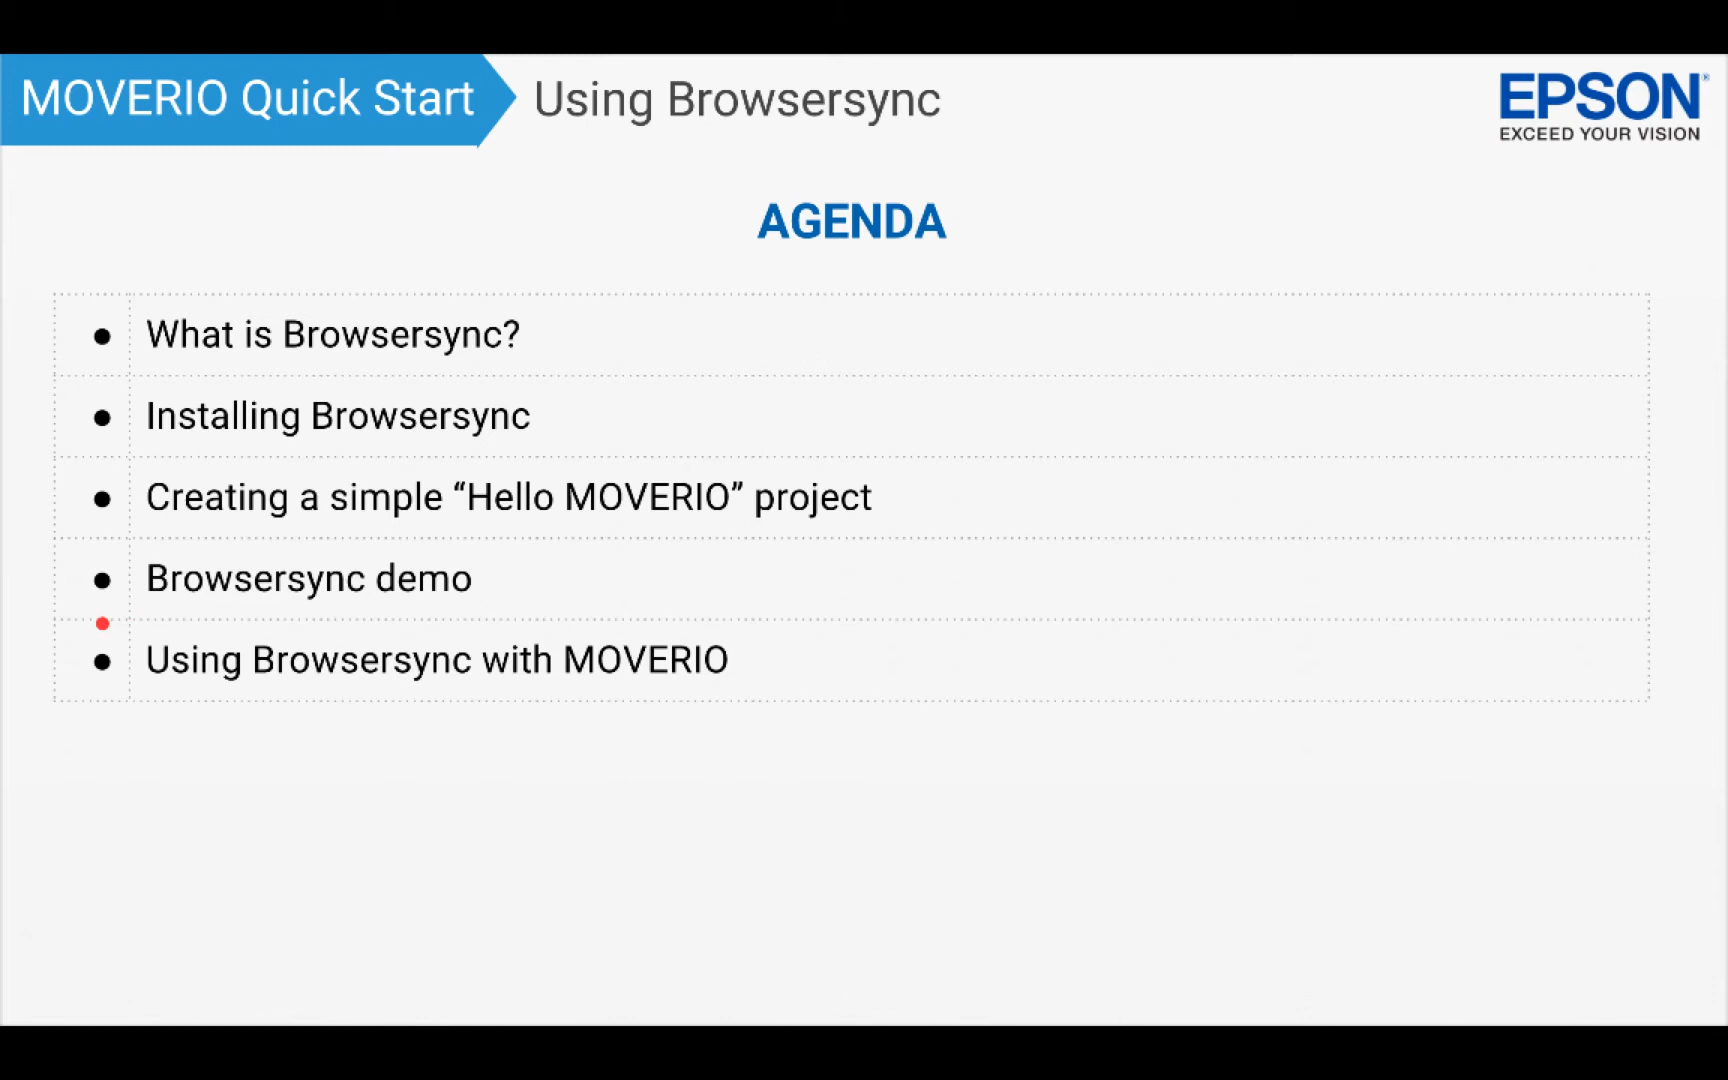 MOVERIO Quick Start
Using Browsersync
EPSON®
EXCEED YOUR VISION
AGENDA
● What is Browsersync?
● Installing Browsersync
● Creating a simple “Hello MOVERIO” project
● Browsersync demo
● Using Browsersync with MOVERIO